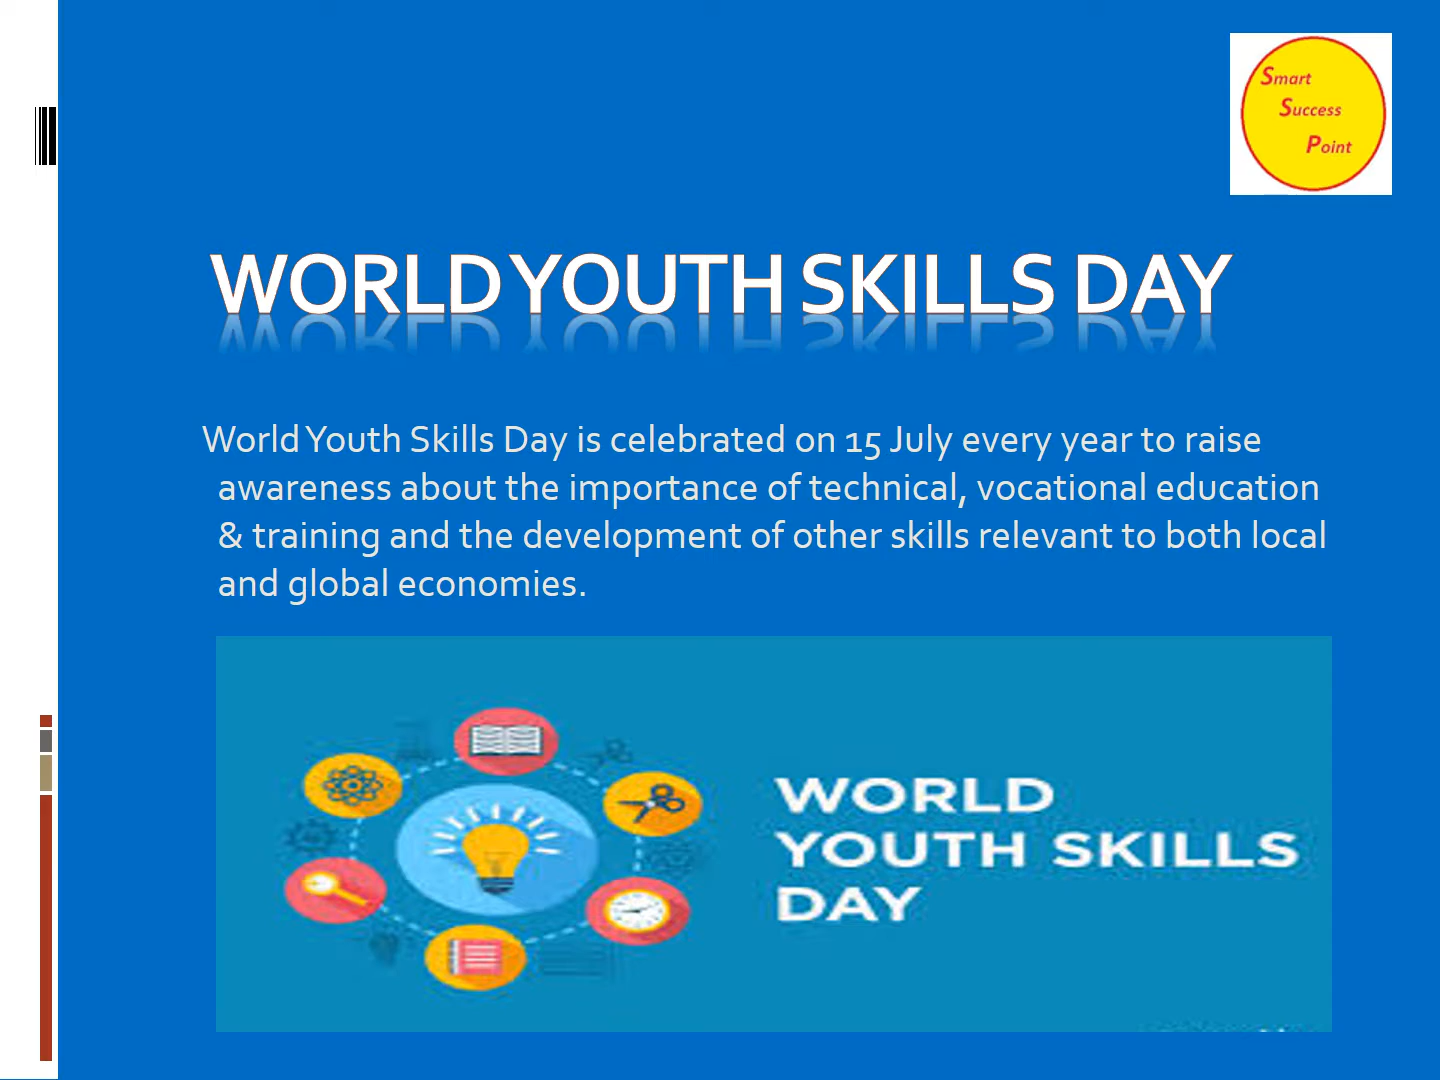 Smart
Success
Point
WORLD YOUTH SKILLS DAY
World Youth Skills Day is celebrated on 15 July every year to raise
awareness about the importance of technical, vocational education
& training and the development of other skills relevant to both local
and global economies.
WORLD
YOUTH SKILLS
DAY